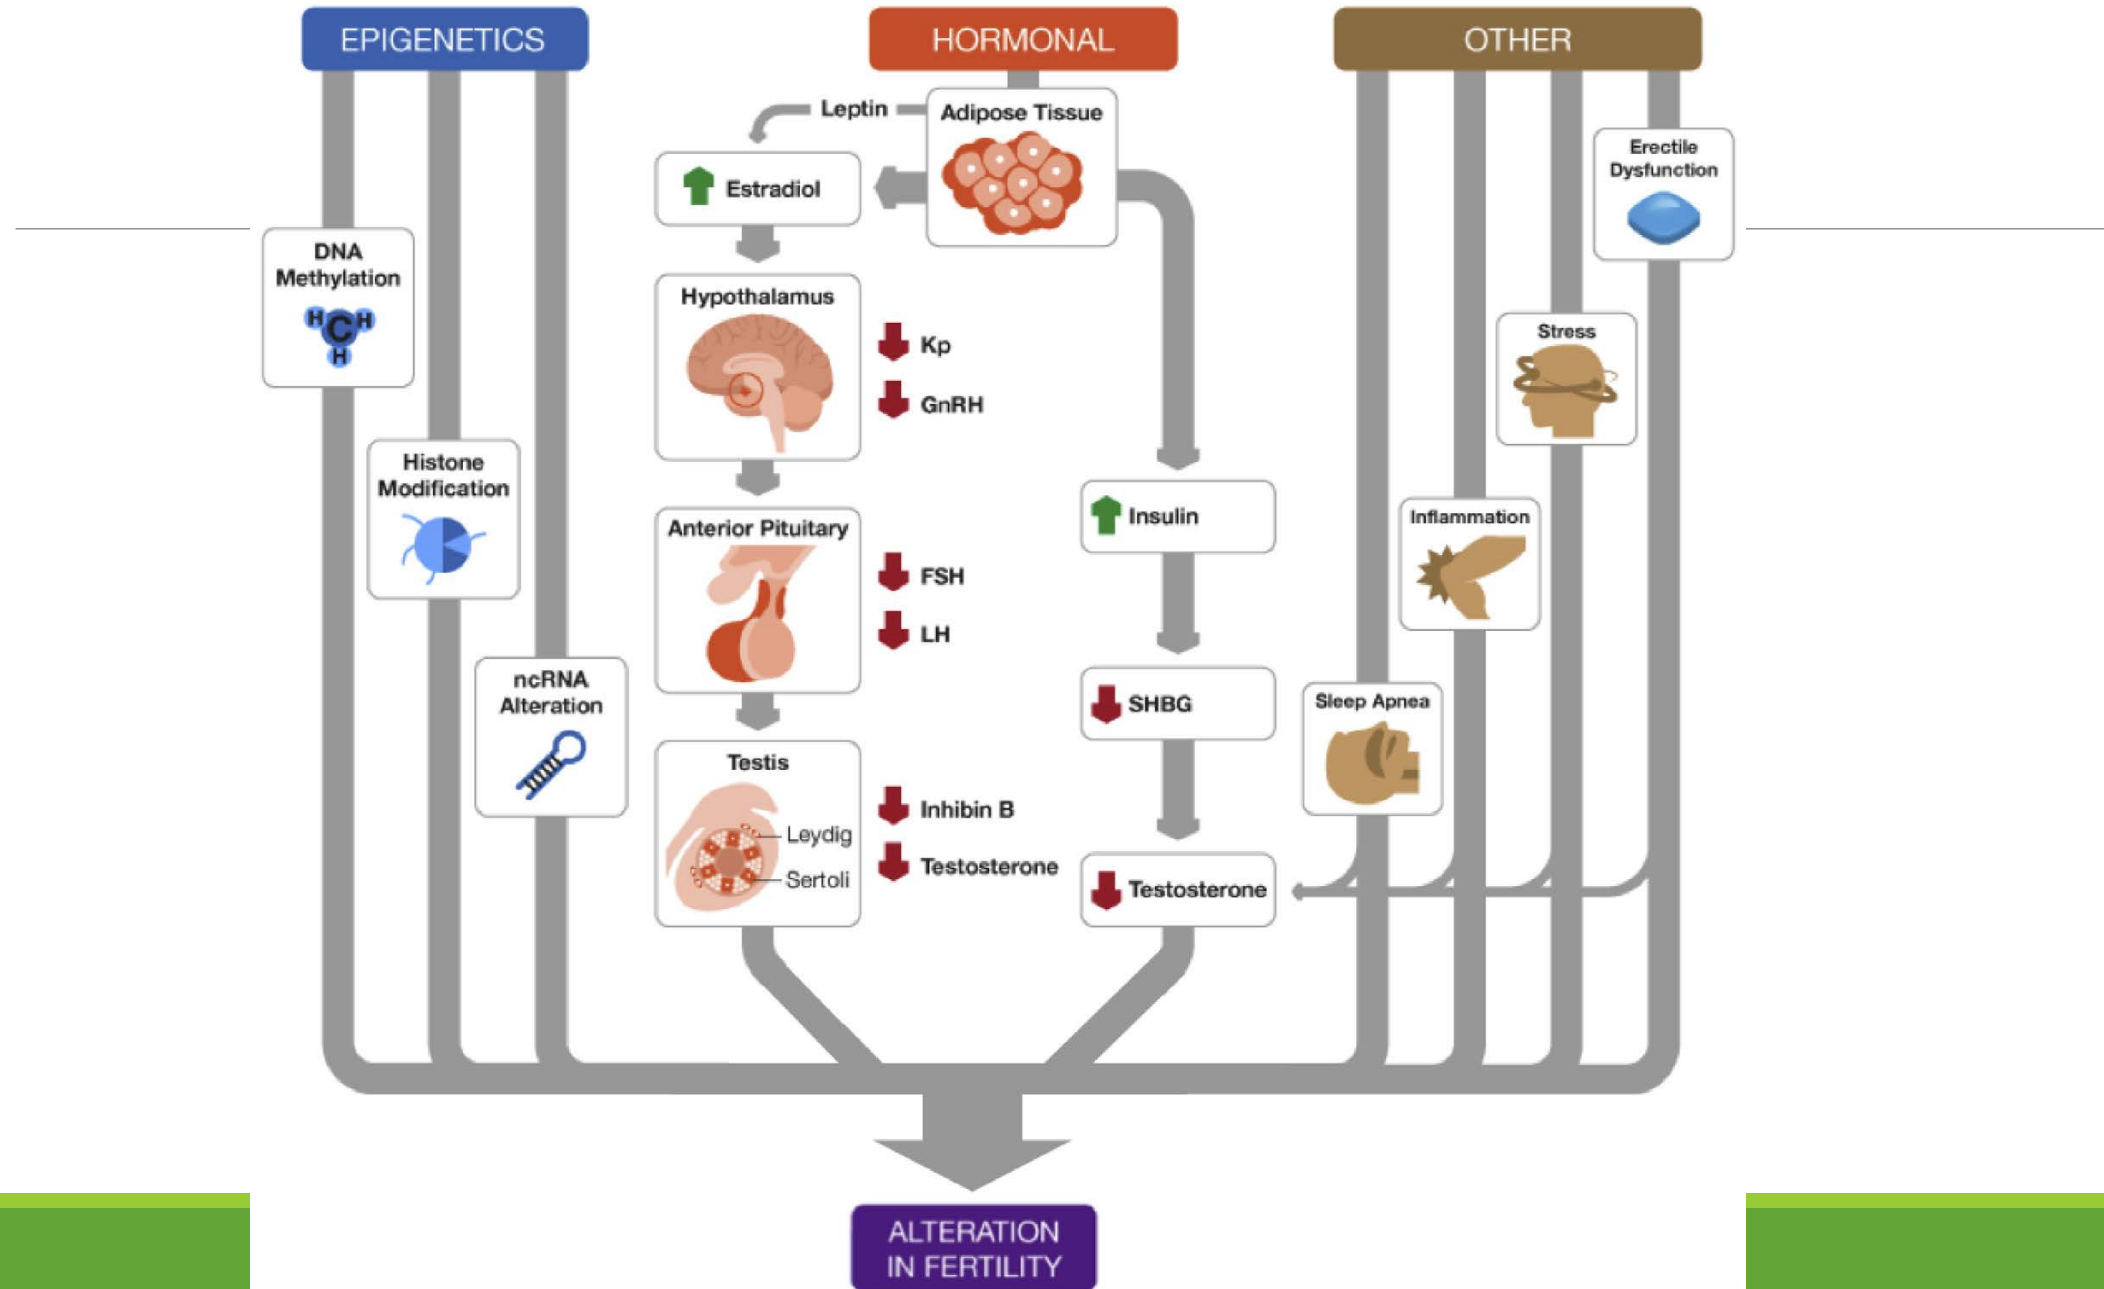 EPIGENETICS
HORMONAL
OTHER
Leptin
Adipose Tissue
Estradiol
Erectile
Dysfunction
DNA
Methylation
H C H
H
Hypothalamus
Kp
GnRH
Stress
Histone
Modification
Anterior Pituitary
FSH
LH
Insulin
Inflammation
ncRNA
Alteration
SHBG
Sleep Apnea
Testis
Leydig
Sertoli
Inhibin B
Testosterone
Testosterone
ALTERATION
IN FERTILITY